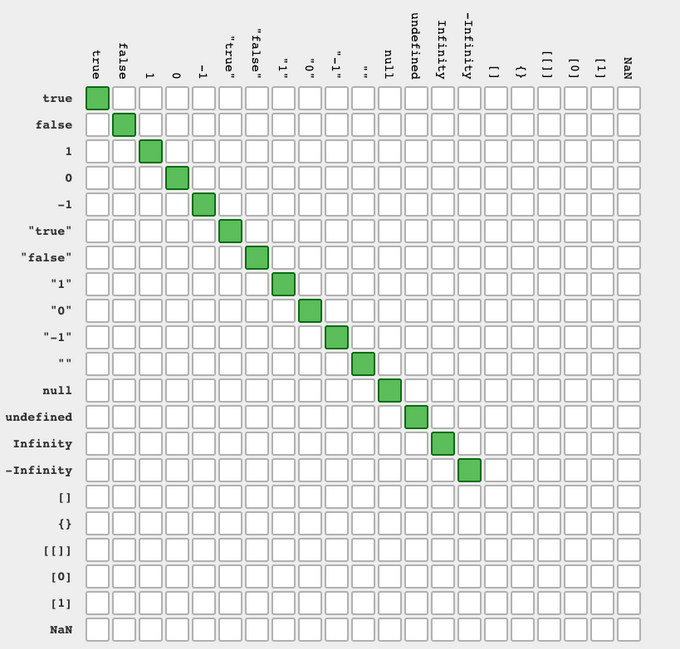 true
false
1
0
-1
"true"
"false"
"1"
"0"
"-1"
""
null
undefined
Infinity
-Infinity
[]
{}
[[]]
[0]
[1]
NaN
true
false
1
0
-1
"true"
"false"
"1"
"0"
"-1"
""
null
undefined
Infinity
-Infinity
[]
{}
[[]]
[0]
[1]
NaN